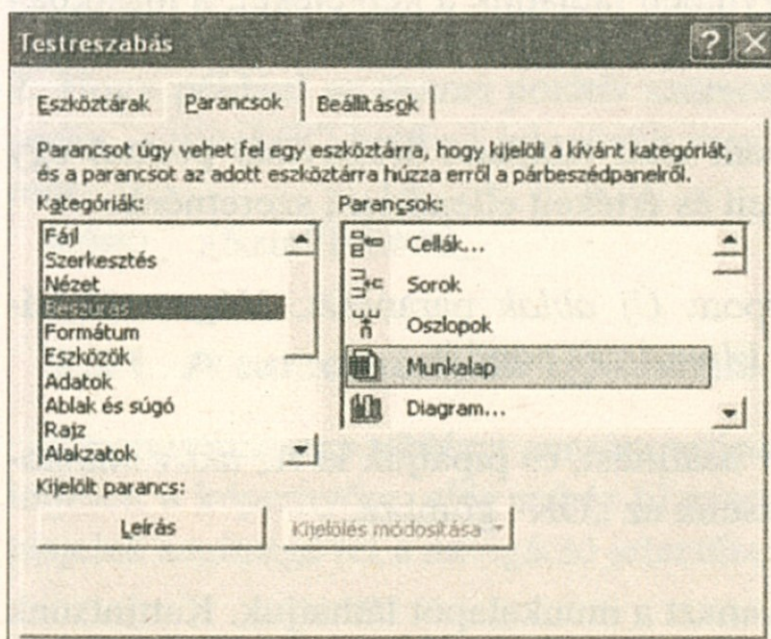 Testreszabás
Eszköztárak Parancsok Beállítások
Parancsot úgy vehet fel egy eszköztárra, hogy kijelöli a kívánt kategóriát,
és a parancsot az adott eszköztárra húzza erről a párbeszédpanelről.
Kategóriák:
Fájl
Szerkesztés
Nézet
Beszúrás
Formátum
Eszközök
Adatok
Ablak és súgó
Rajz
Alakzatok
Parancsok:
Cellák...
Sorok
Oszlopok
Munkalap
Diagram...
Kijelölt parancs:
Leírás
Kijelölés módosítása